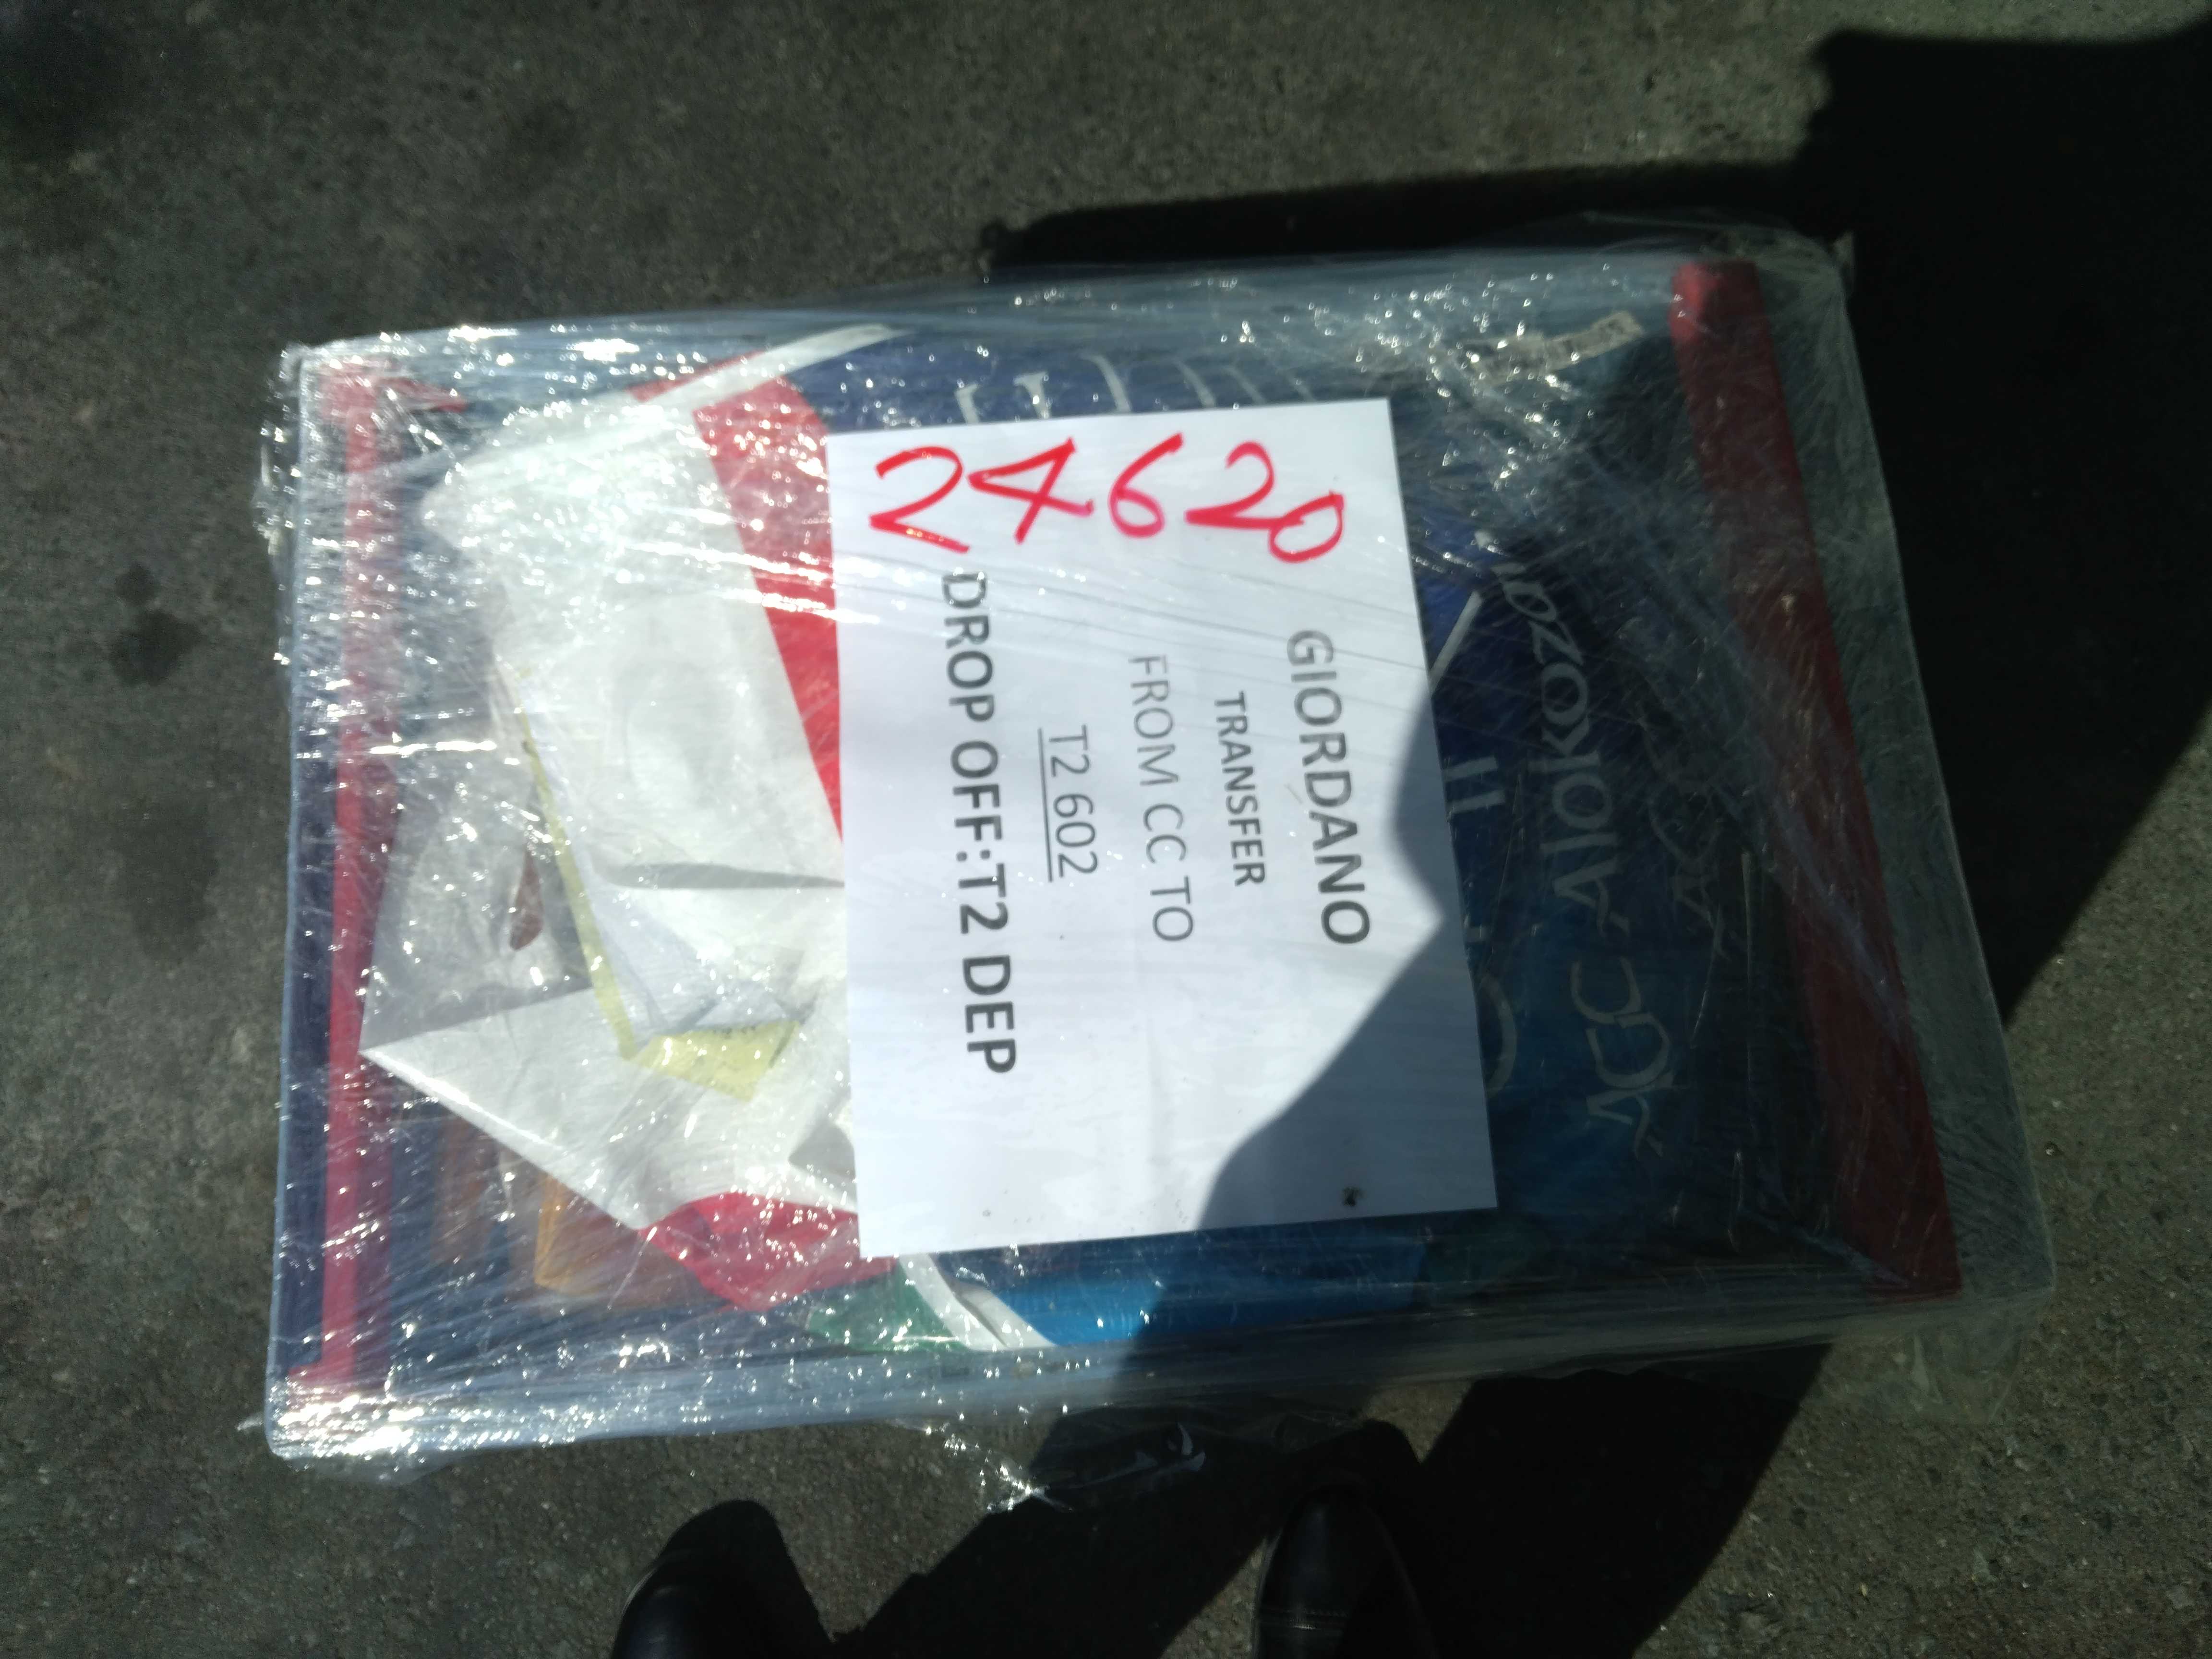 24620
GIORDANO
TRANSFER
FROM CC TO
T2 602
DROP OFF:T2 DEP